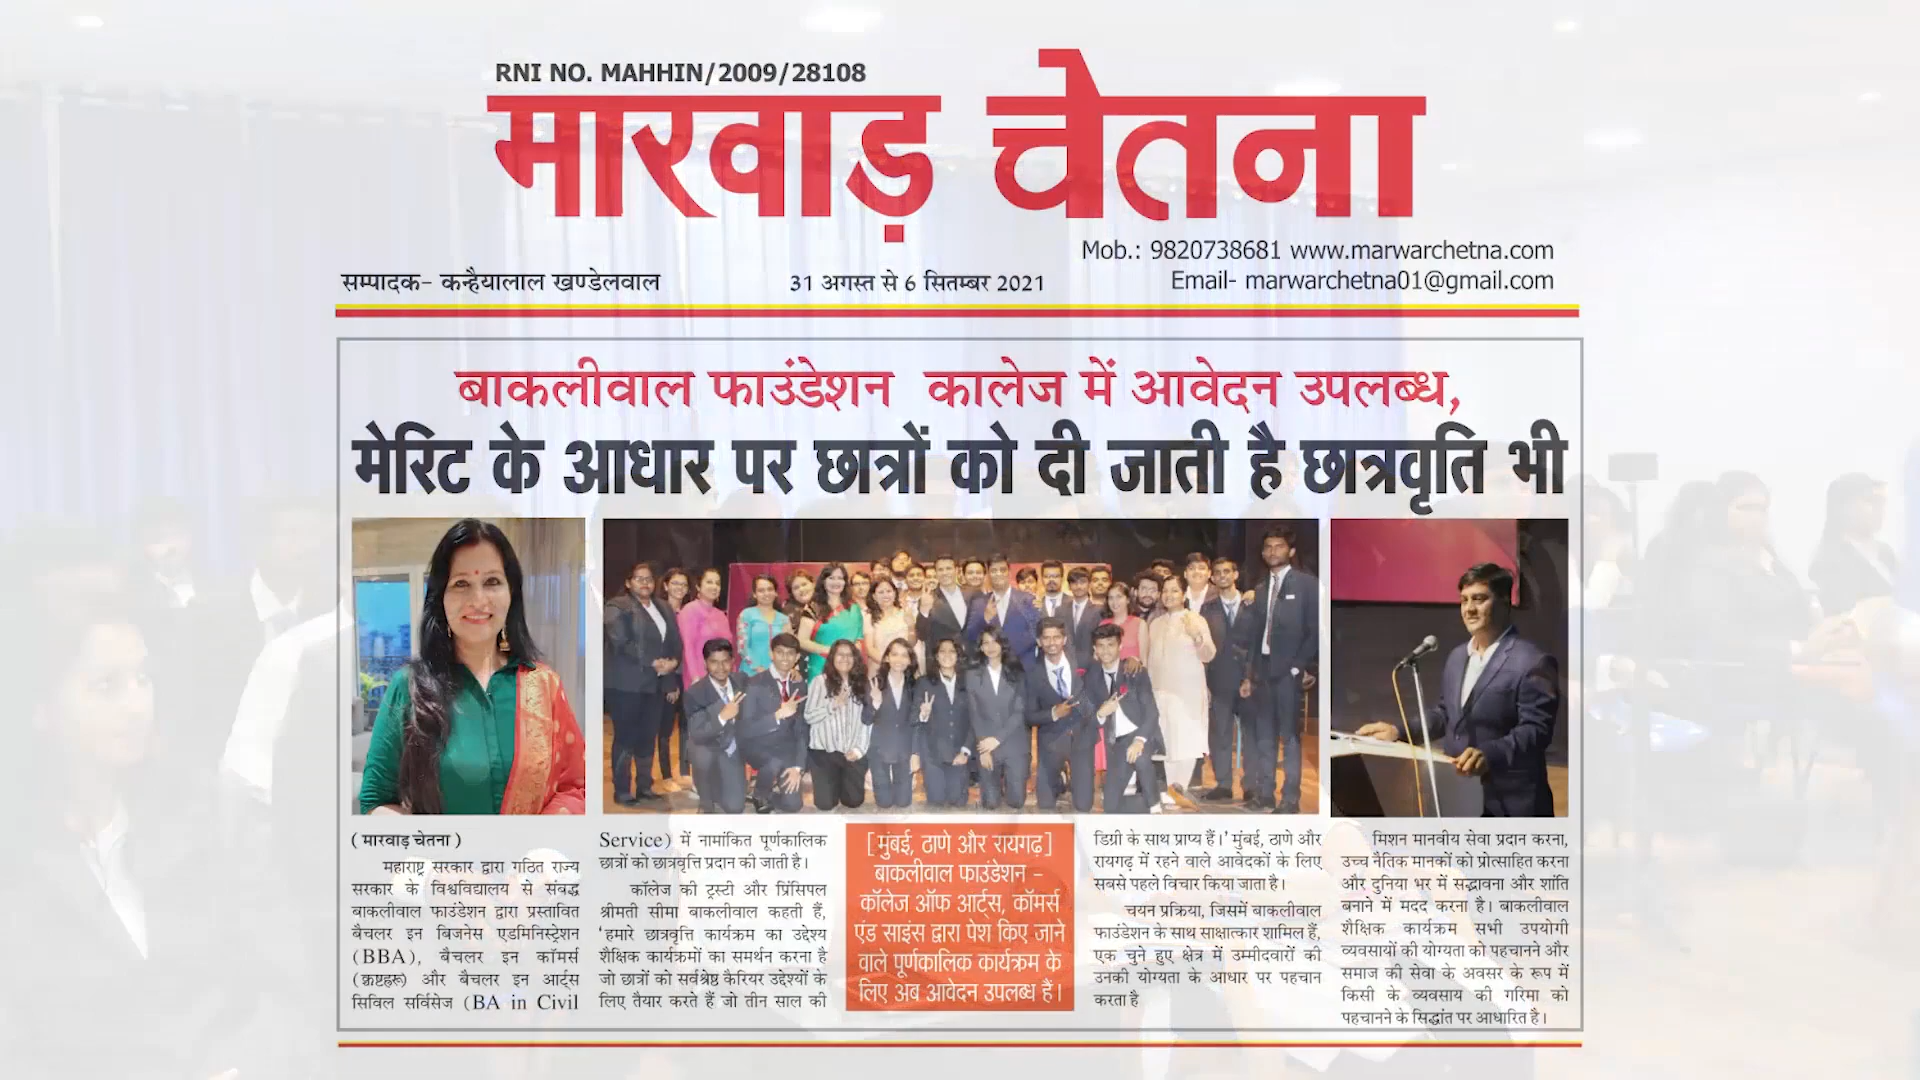 RNI NO. MAHHIN/2009/28108
मारवाड़ चेतना
Mob.: 9820738681 www.marwarchetna.com
सम्पादक- कन्हैयालाल खण्डेलवाल 31 अगस्त से 6 सितम्बर 2021 Email- marwarchetna01@gmail.com
बाकलीवाल फाउंडेशन कालेज में आवेदन उपलब्ध,
मेरिट के आधार पर छात्रों को दी जाती है छात्रवृति भी
( मारवाड़ चेतना )
महाराष्ट्र सरकार द्वारा गठित राज्य
सरकार के विश्वविद्यालय से संबद्ध
बाकलीवाल फाउंडेशन द्वारा प्रस्तावित
बैचलर इन बिजनेस एडमिनिस्ट्रेशन
(BBA), बैचलर इन कॉमर्स
और बैचलर इन आर्ट्स
सिविल सर्विसेज (BA in Civil
Service) में नामांकित पूर्णकालिक
छात्रों को छात्रवृत्ति प्रदान की जाती है।
कॉलेज की ट्रस्टी और प्रिंसिपल
श्रीमती सीमा बाकलीवाल कहती हैं,
'हमारे छात्रवृत्ति कार्यक्रम का उद्देश्य
शैक्षिक कार्यक्रमों का समर्थन करना है
जो छात्रों को सर्वश्रेष्ठ कैरियर उद्देश्यों के
लिए तैयार करते हैं जो तीन साल की
[मुंबई, ठाणे और रायगढ़]
बाकलीवाल फाउंडेशन –
कॉलेज ऑफ आर्ट्स, कॉमर्स
एंड साइंस द्वारा पेश किए जाने
वाले पूर्णकालिक कार्यक्रम के
लिए अब आवेदन उपलब्ध हैं।
डिग्री के साथ प्राप्य हैं।' मुंबई, ठाणे और
रायगढ़ में रहने वाले आवेदकों के लिए
सबसे पहले विचार किया जाता है।
चयन प्रक्रिया, जिसमें बाकलीवाल
फाउंडेशन के साथ साक्षात्कार शामिल हैं,
एक चुने हुए क्षेत्र में उम्मीदवारों की
उनकी योग्यता के आधार पर पहचान
करता है
मिशन मानवीय सेवा प्रदान करना,
उच्च नैतिक मानकों को प्रोत्साहित करना
और दुनिया भर में सद्भावना और शांति
बनाने में मदद करना है। बाकलीवाल
शैक्षिक कार्यक्रम सभी उपयोगी
व्यवसायों की योग्यता को पहचानने और
समाज की सेवा के अवसर के रूप में
किसी के व्यवसाय की गरिमा को
पहचानने के सिद्धांत पर आधारित है।